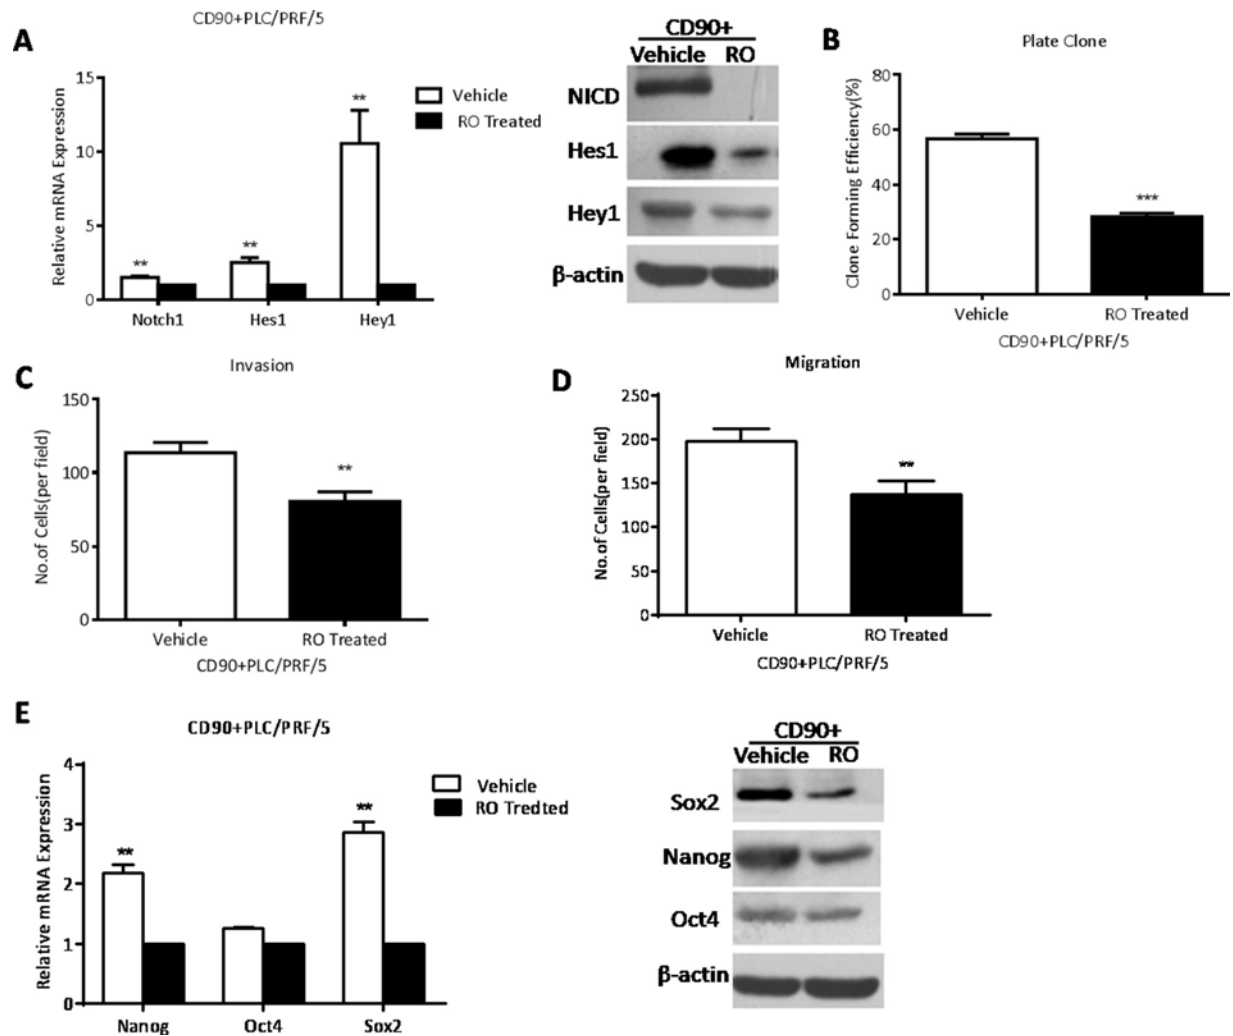 CD90+PLC/PRF/5
A
Relative mRNA Expression
15
10
5
0
**
**
**
Notch1 Hes1 Hey1
Vehicle
RO Treated
CD90+
Vehicle RO
NICD
Hes1
Hey1
β-actin
B
Plate Clone
Clone Forming Efficiency(%)
80
60
40
20
0
***
Vehicle RO Treated
CD90+PLC/PRF/5
C
Invasion
No.of Cells(per field)
150
100
50
0
**
Vehicle RO Treated
CD90+PLC/PRF/5
D
Migration
No.of Cells(per field)
250
200
150
100
50
0
**
Vehicle RO Treated
CD90+PLC/PRF/5
E
CD90+PLC/PRF/5
Relative mRNA Expression
4
3
2
1
0
**
**
Nanog Oct4 Sox2
Vehicle
RO Tredted
CD90+
Vehicle RO
Sox2
Nanog
Oct4
β-actin